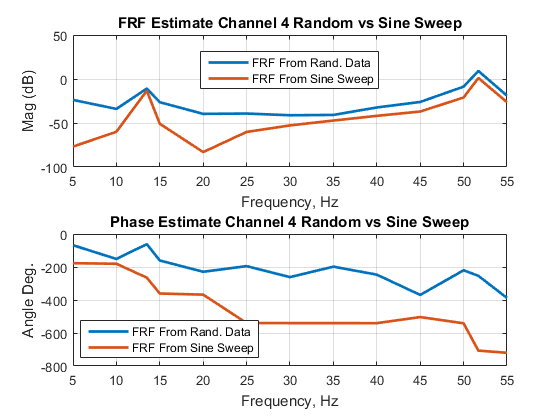 FRF Estimate Channel 4 Random vs Sine Sweep
50
0
-50
-100
Mag (dB)
FRF From Rand. Data
FRF From Sine Sweep
5 10 15 20 25 30 35 40 45 50 55
Frequency, Hz
Phase Estimate Channel 4 Random vs Sine Sweep
0
-200
-400
-600
-800
Angle Deg.
FRF From Rand. Data
FRF From Sine Sweep
5 10 15 20 25 30 35 40 45 50 55
Frequency, Hz